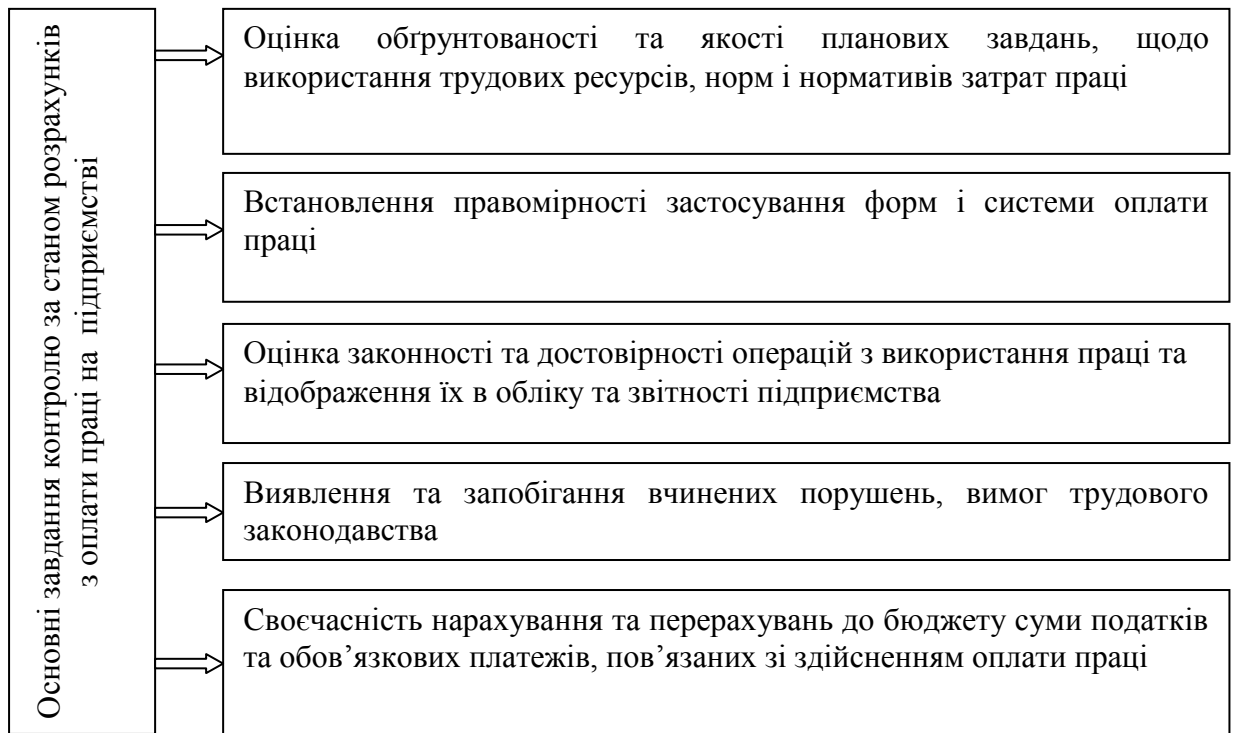 Основні завдання контролю за станом розрахунків
з оплати праці на підприємстві
Оцінка обґрунтованості та якості планових завдань, щодо
використання трудових ресурсів, норм і нормативів затрат праці
Встановлення правомірності застосування форм і системи оплати
праці
Оцінка законності та достовірності операцій з використання праці та
відображення їх в обліку та звітності підприємства
Виявлення та запобігання вчинених порушень, вимог трудового
законодавства
Своєчасність нарахування та перерахувань до бюджету суми податків
та обов’язкових платежів, пов’язаних зі здійсненням оплати праці